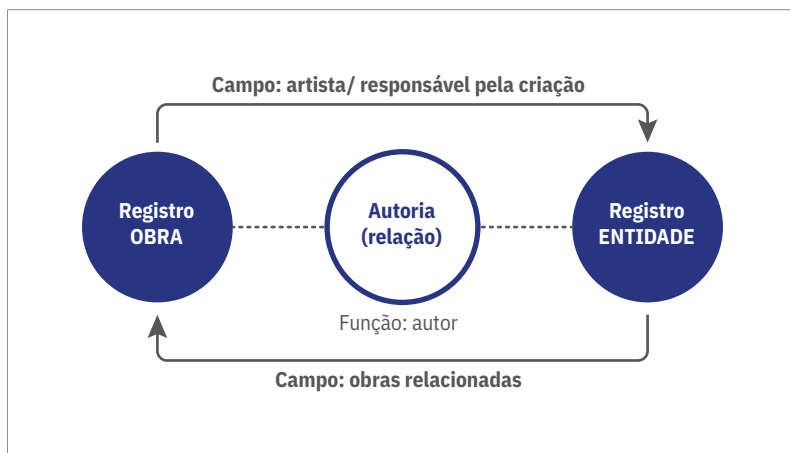 Campo: artista/ responsável pela criação
Registro
OBRA
Autoria
(relação)
Registro
ENTIDADE
Função: autor
Campo: obras relacionadas